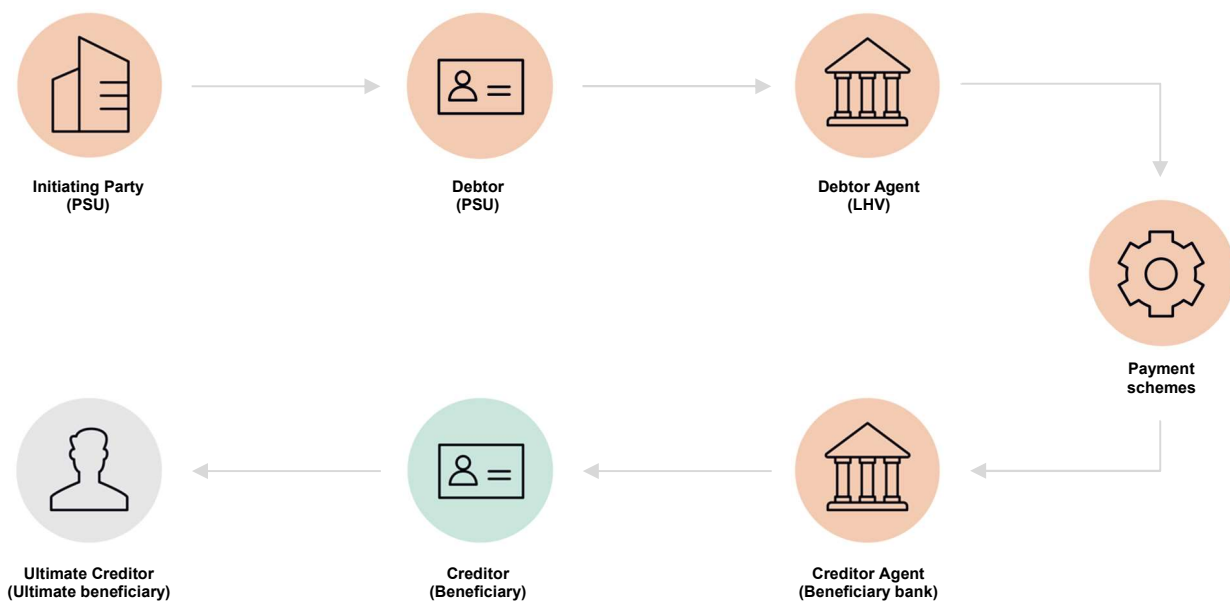 Initiating Party
(PSU)
Debtor
(PSU)
Debtor Agent
(LHV)
Payment
schemes
Ultimate Creditor
(Ultimate beneficiary)
Creditor
(Beneficiary)
Creditor Agent
(Beneficiary bank)